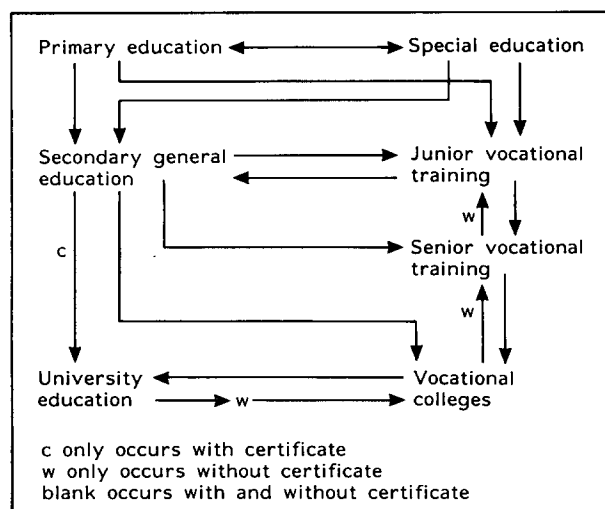 Primary education
Special education
Secondary general
education
Junior vocational
training
w
c
Senior vocational
training
w
University
education
w
Vocational
colleges
c only occurs with certificate
w only occurs without certificate
blank occurs with and without certificate